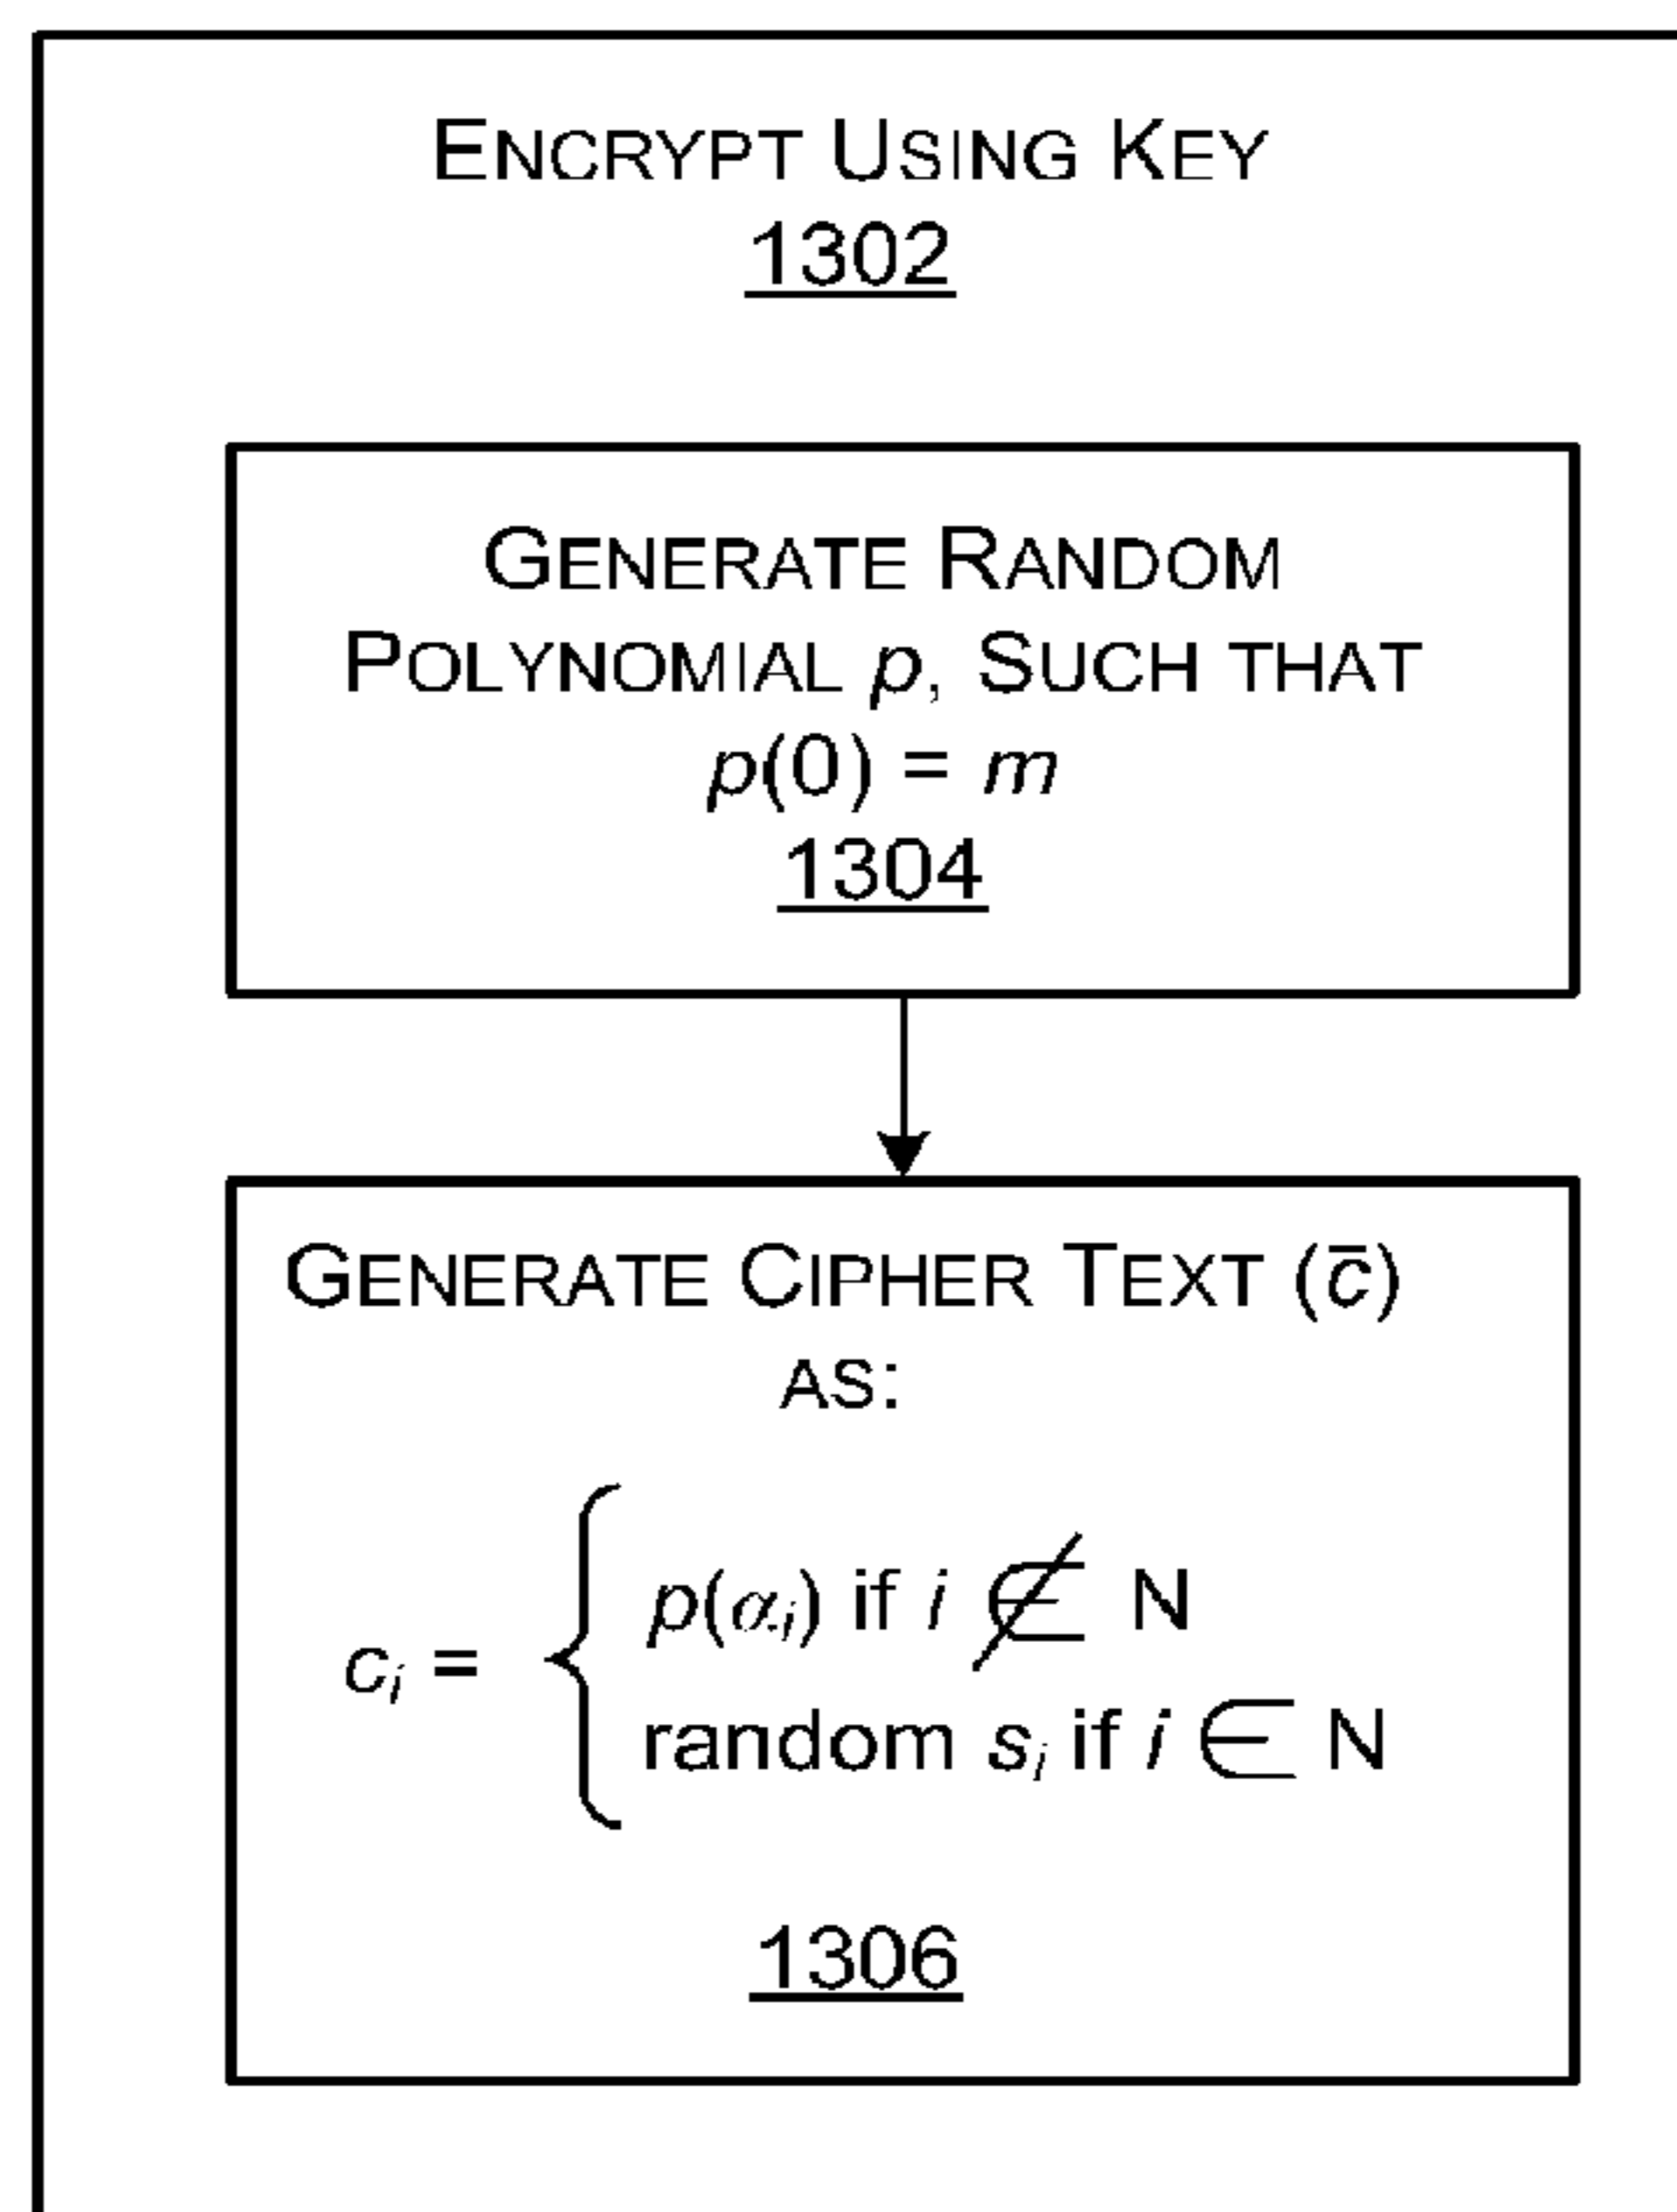 ENCRYPT USING KEY
1302
GENERATE RANDOM
POLYNOMIAL p, SUCH THAT
p(0) = m
1304
GENERATE CIPHER TEXT (c̄)
AS:
p(αᵢ) if i ∉ N
cᵢ =
random sᵢ if i ∈ N
1306